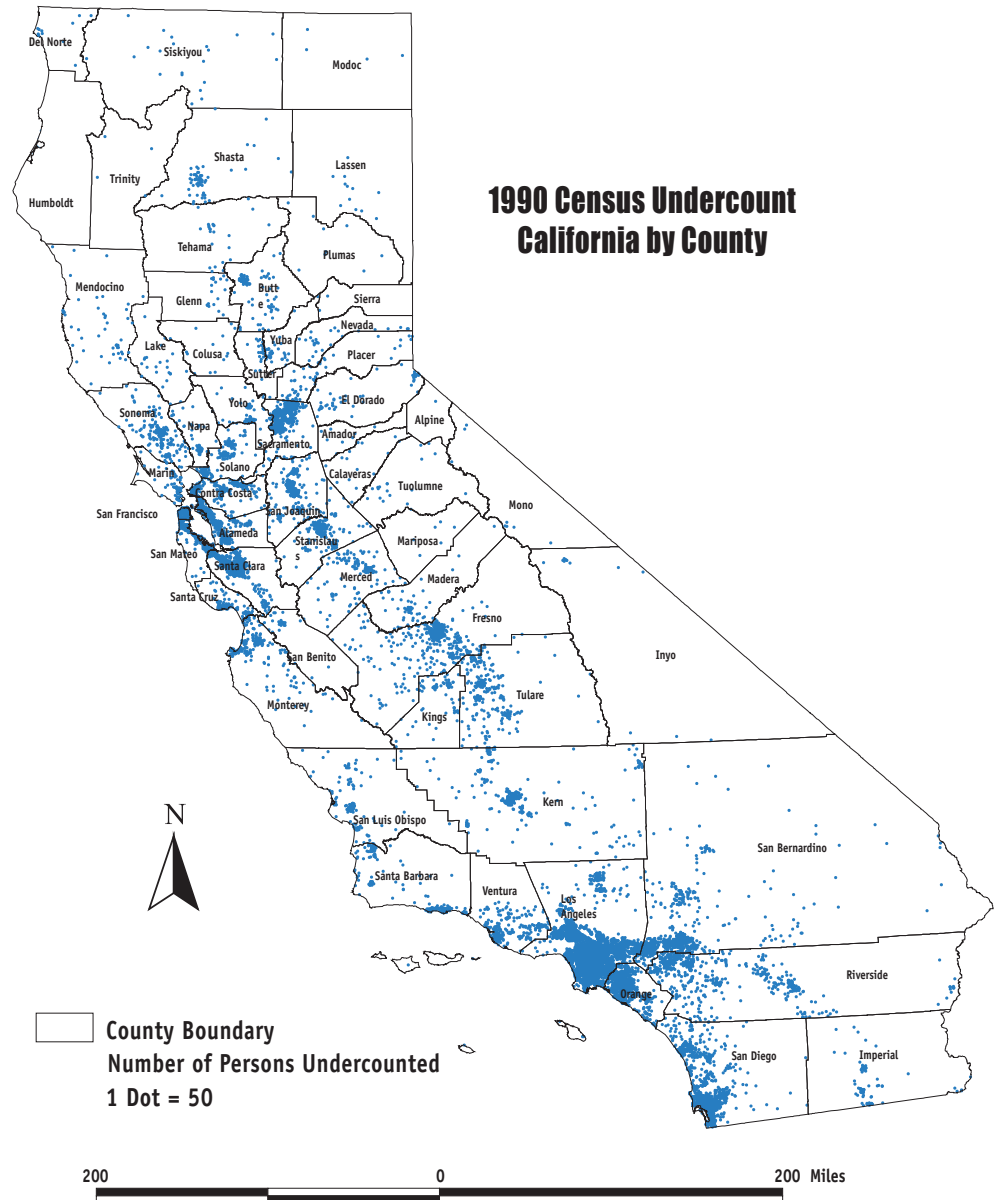 1990 Census Undercount
California by County
Del Norte
Siskiyou
Modoc
Shasta
Lassen
Trinity
Humboldt
Tehama
Plumas
Mendocino
Glenn
Butt
e
Sierra
Nevada
Lake
Colusa
Yuba
Placer
Sutter
Sonoma
Napa
Yolo
El Dorado
Alpine
Sacramento
Amador
Marin
Solano
Calaveras
Tuolumne
Contra Costa
San Joaquin
Mono
San Francisco
Alameda
Stanislau
s
Mariposa
San Mateo
Santa Clara
Merced
Madera
Santa Cruz
Fresno
San Benito
Inyo
Monterey
Kings
Tulare
N
San Luis Obispo
Kern
San Bernardino
Santa Barbara
Ventura
Los
Angeles
Orange
Riverside
San Diego
Imperial
County Boundary
Number of Persons Undercounted
1 Dot = 50
200 0 200 Miles